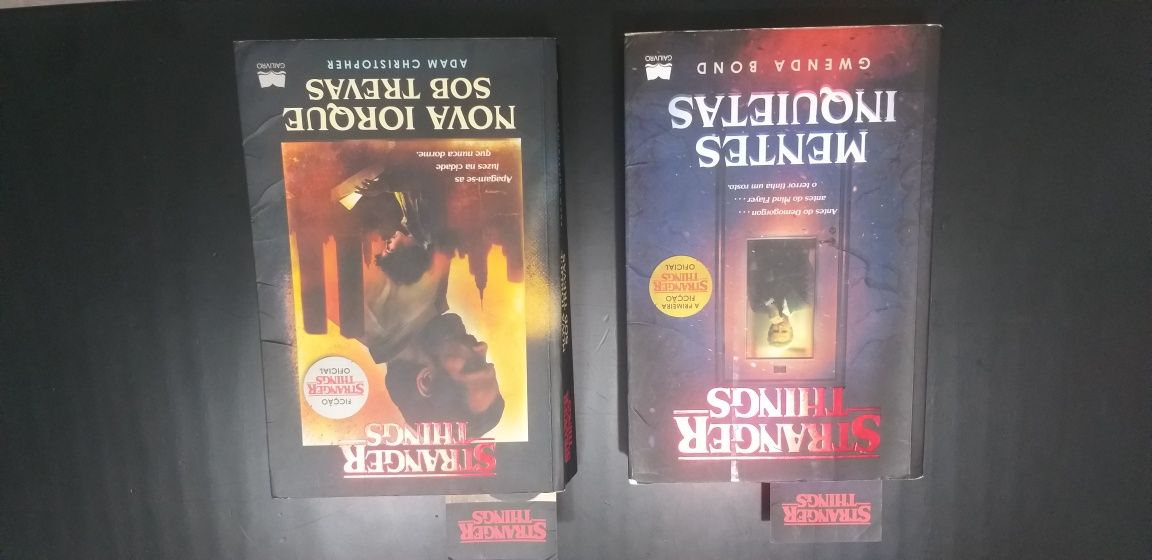 STRANGER
THINGS
A PRIMEIRA
FICÇÃO
STRANGER
THINGS
OFICIAL
Antes do Demogorgon . . .
antes do Mind Flayer . . .
o terror tinha um rosto.
MENTES
INQUIETAS
GWENDA BOND
GALIVRO
STRANGER
THINGS
STRANGER
THINGS
FICÇÃO
STRANGER
THINGS
OFICIAL
Apagam-se as
luzes na cidade
que nunca dorme.
NOVA IORQUE
SOB TREVAS
ADAM CHRISTOPHER
GALIVRO
STRANGER
THINGS